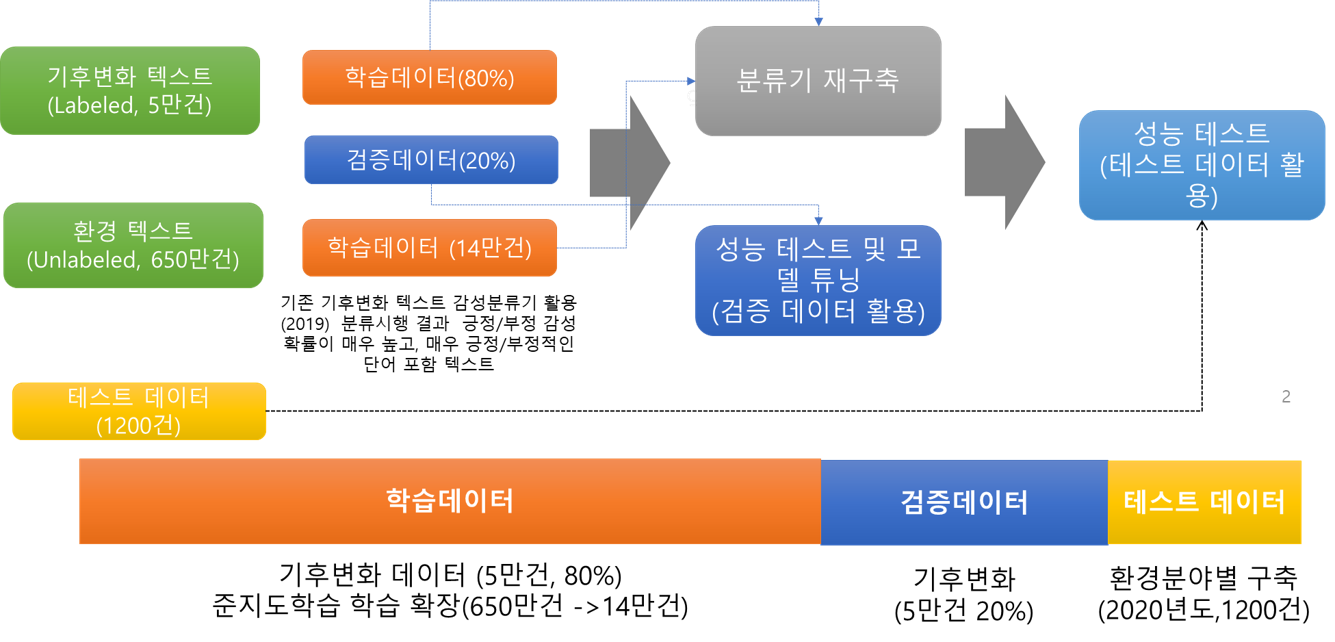 기후변화 텍스트
(Labeled, 5만건)
학습데이터(80%)
분류기 재구축
검증데이터(20%)
성능 테스트
(테스트 데이터 활
용)
환경 텍스트
(Unlabeled, 650만건)
학습데이터 (14만건)
성능 테스트 및 모
델 튜닝
(검증 데이터 활용)
기존 기후변화 텍스트 감성분류기 활용
(2019) 분류시행 결과 긍정/부정 감성
확률이 매우 높고, 매우 긍정/부정적인
단어 포함 텍스트
테스트 데이터
(1200건)
2
학습데이터
검증데이터
테스트 데이터
기후변화 데이터 (5만건, 80%)
준지도학습 학습 확장(650만건 ->14만건)
기후변화
(5만건 20%)
환경분야별 구축
(2020년도,1200건)